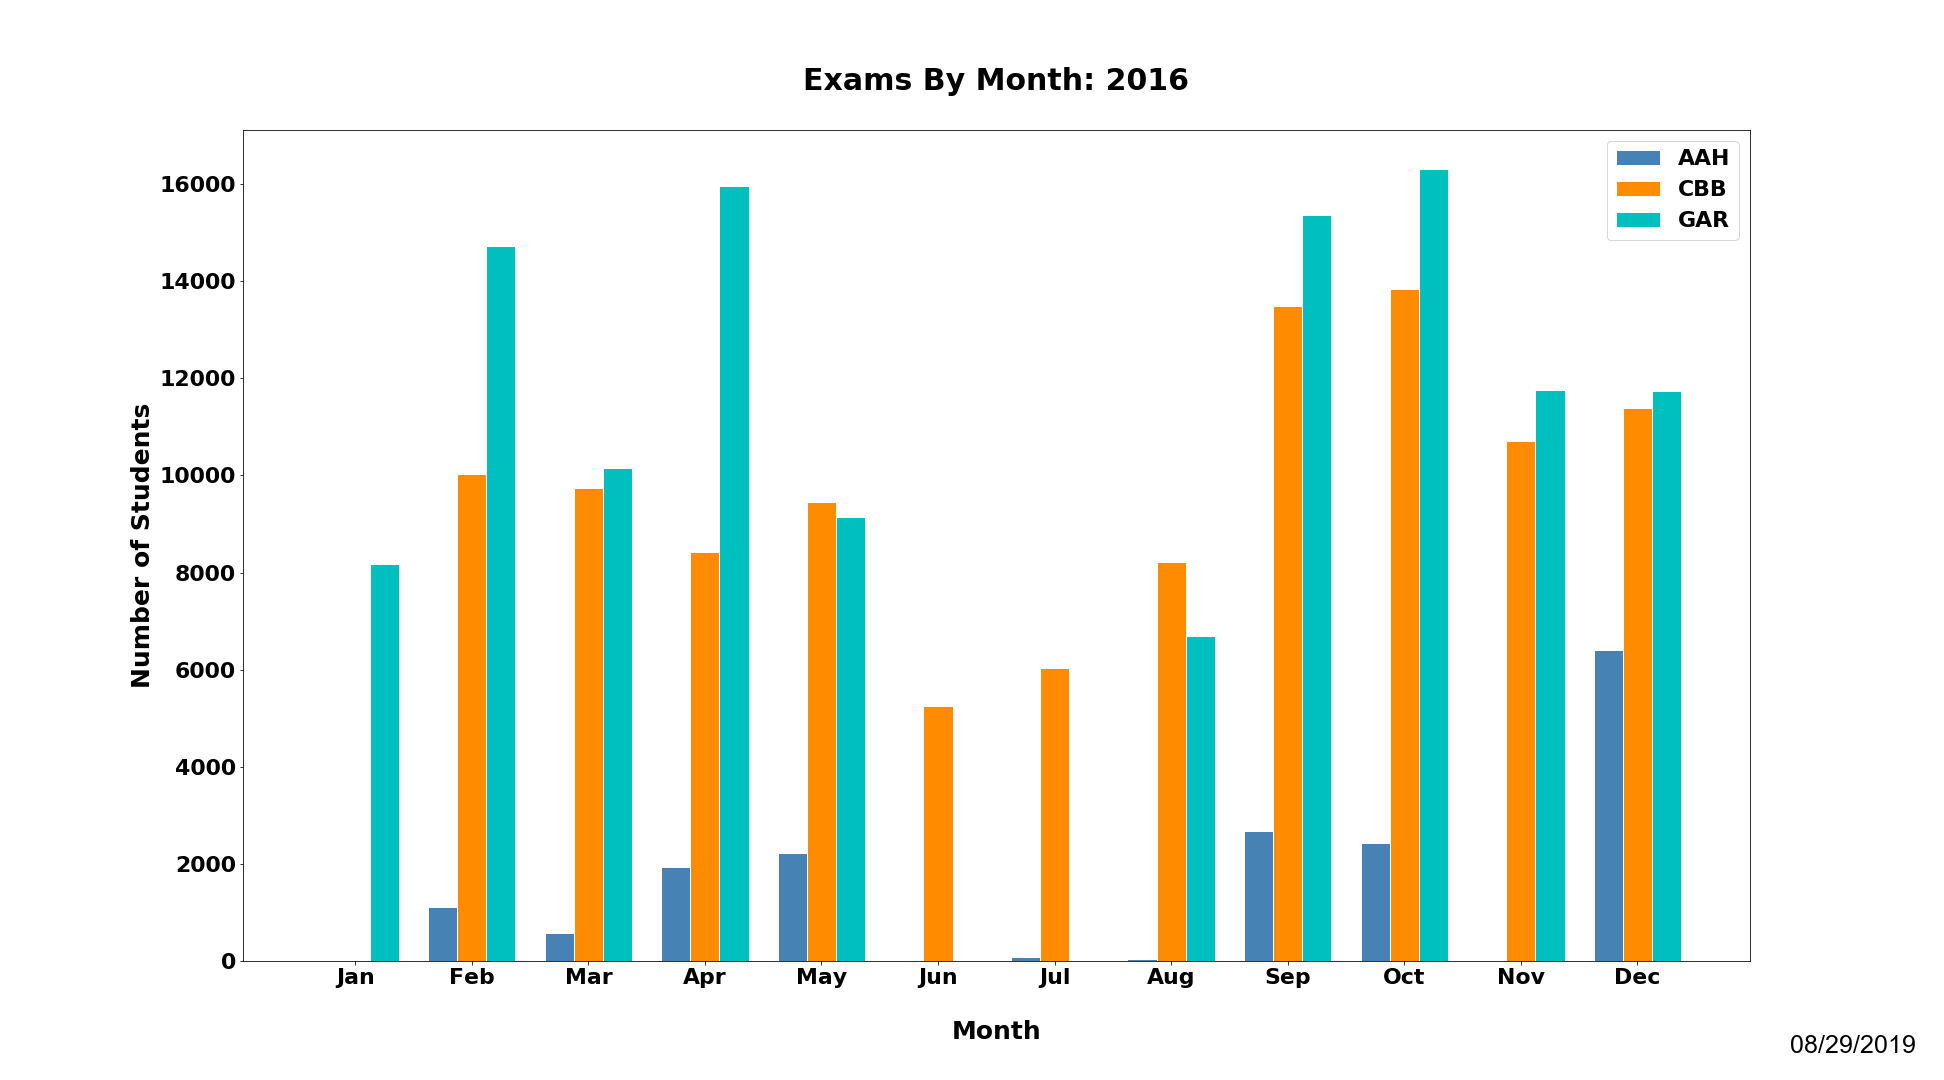 Exams By Month: 2016
AAH
CBB
GAR
16000
14000
12000
10000
8000
6000
4000
2000
0
Number of Students
Jan Feb Mar Apr May Jun Jul Aug Sep Oct Nov Dec
Month
08/29/2019